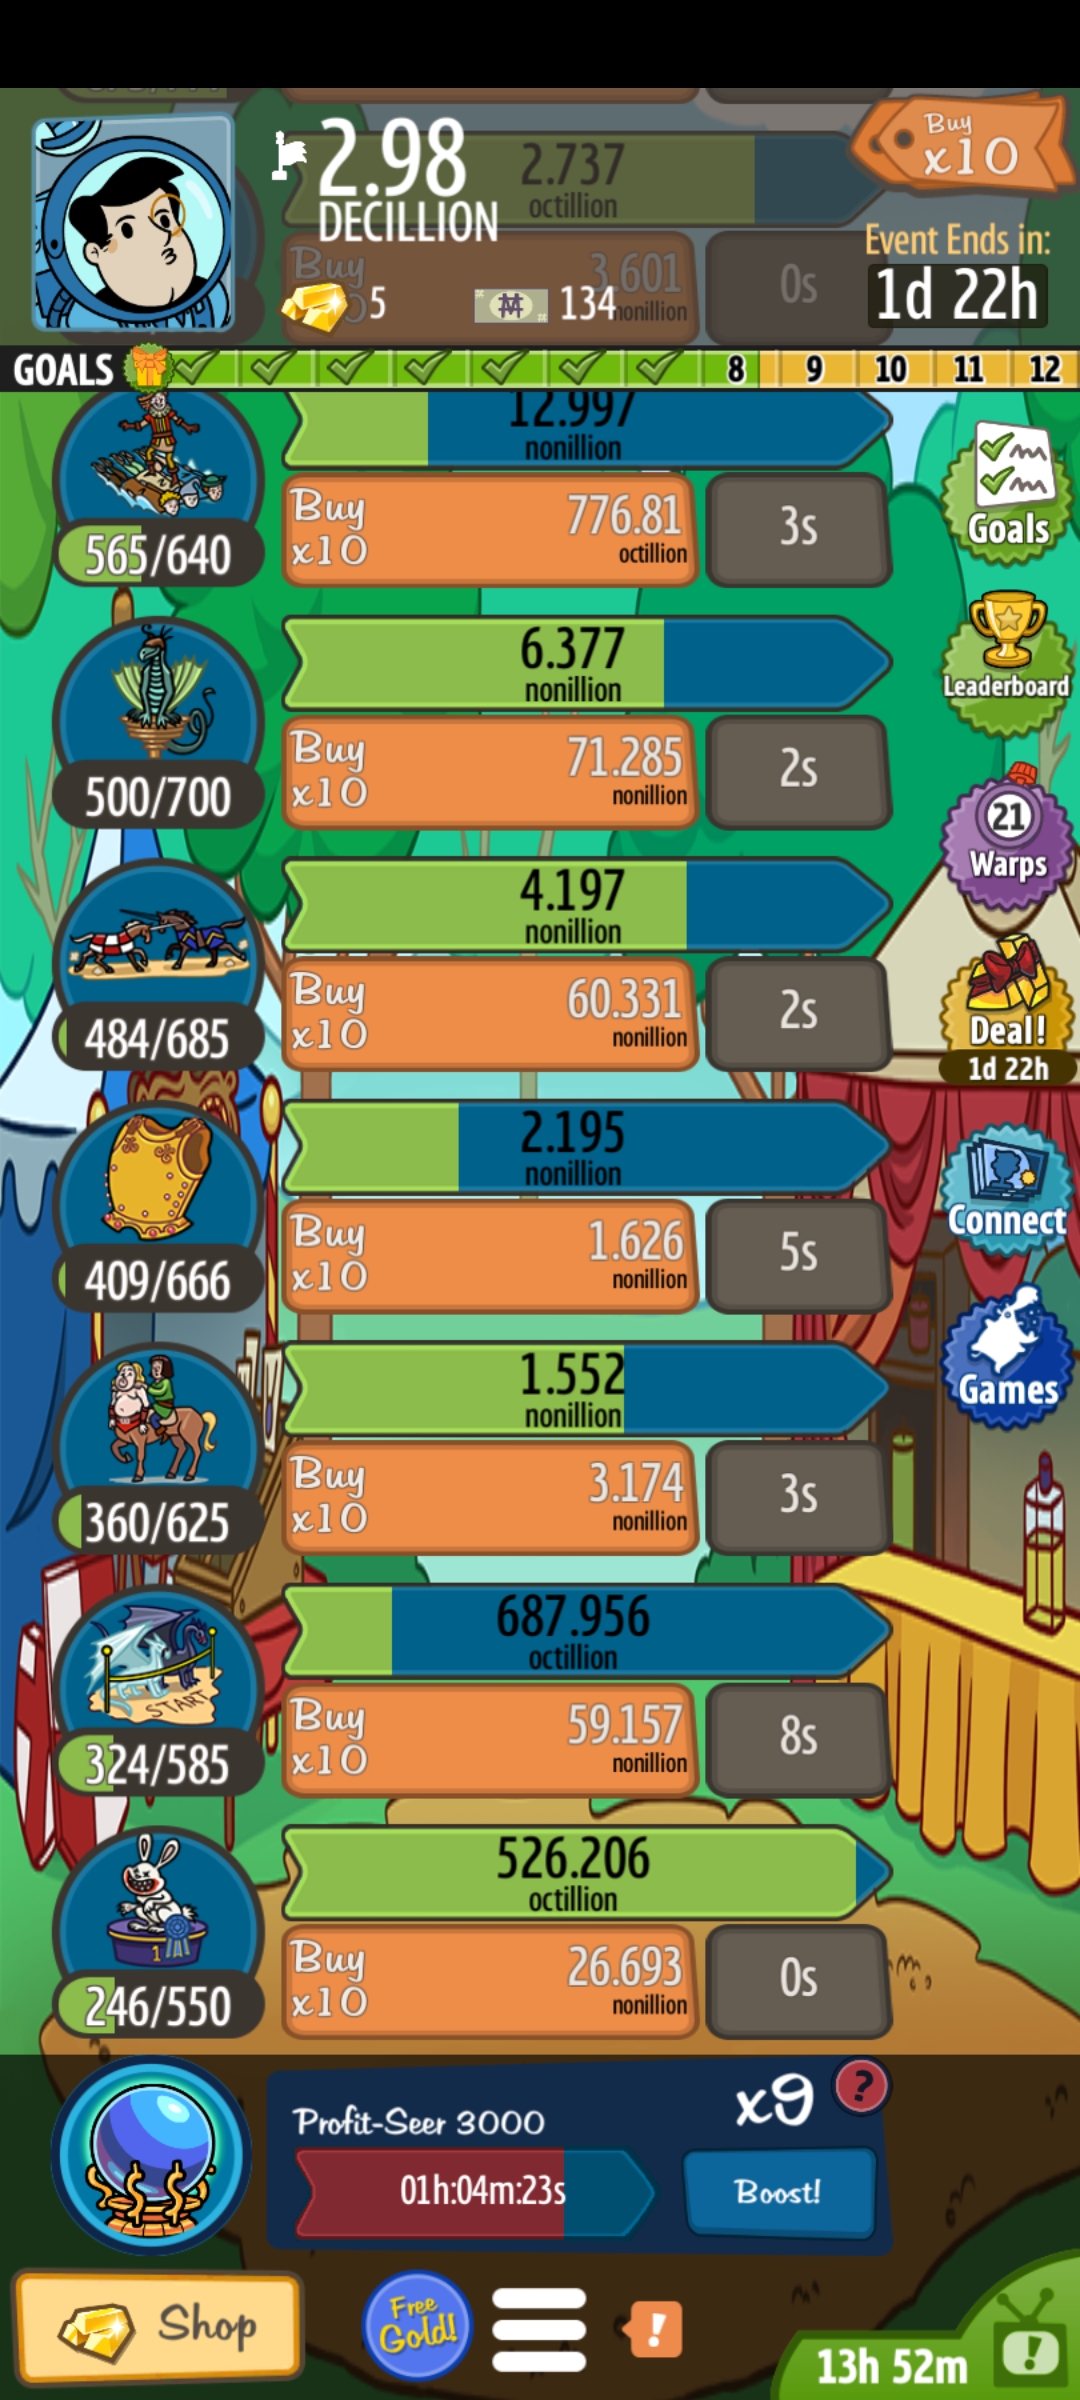 2.98
DECILLION
2.737
octillion
Buy
x10
Buy
3.601
nonillion
0s
5
134
Event Ends in:
1d 22h
GOALS
8
9
10
11
12
12.997
nonillion
565/640
Buy
x10
776.81
octillion
3s
Goals
6.377
nonillion
500/700
Buy
x10
71.285
nonillion
2s
Leaderboard
4.197
nonillion
484/685
Buy
x10
60.331
nonillion
2s
21
Warps
Deal!
1d 22h
2.195
nonillion
409/666
Buy
x10
1.626
nonillion
5s
Connect
1.552
nonillion
360/625
Buy
x10
3.174
nonillion
3s
Games
687.956
octillion
START
324/585
Buy
x10
59.157
nonillion
8s
526.206
octillion
1
246/550
Buy
x10
26.693
nonillion
0s
Profit-Seer 3000
x9
?
01h:04m:23s
Boost!
Shop
Free
Gold!
!
13h 52m
!